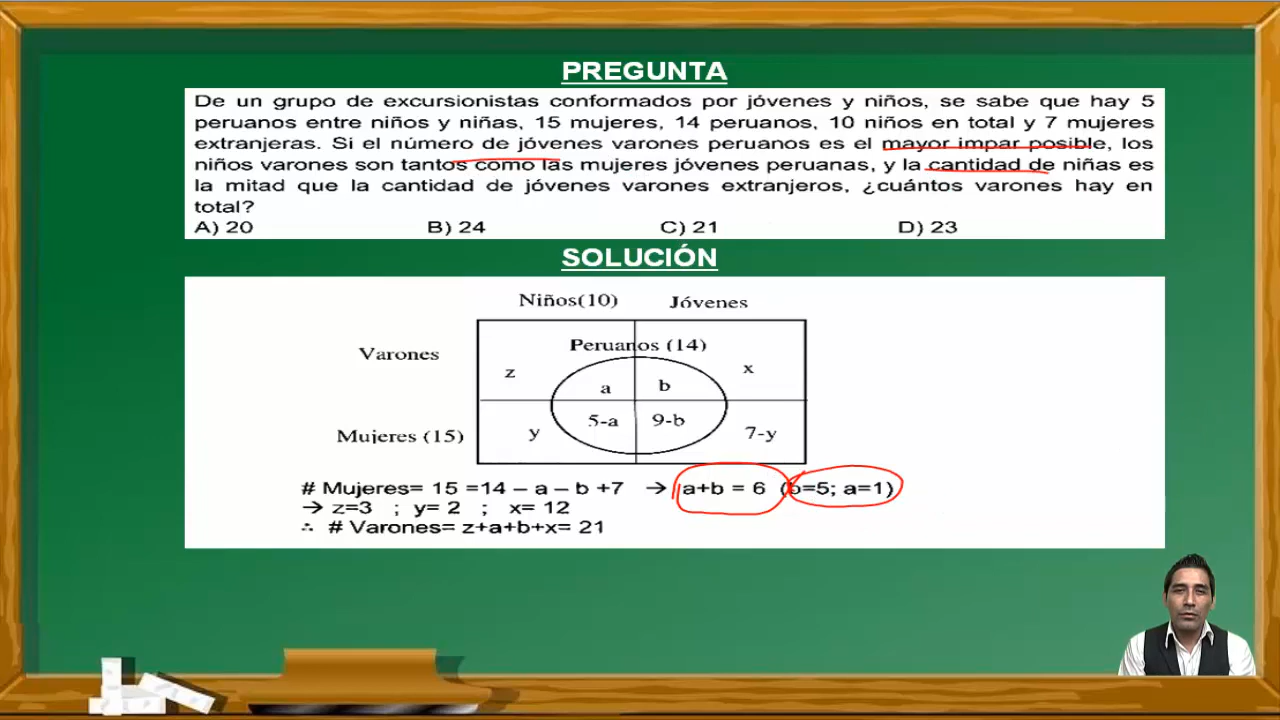 PREGUNTA
De un grupo de excursionistas conformados por jóvenes y niños, se sabe que hay 5
peruanos entre niños y niñas, 15 mujeres, 14 peruanos, 10 niños en total y 7 mujeres
extranjeras. Si el número de jóvenes varones peruanos es el mayor impar posible, los
niños varones son tantos como las mujeres jóvenes peruanas, y la cantidad de niñas es
la mitad que la cantidad de jóvenes varones extranjeros, ¿cuántos varones hay en
total?
A) 20 B) 24 C) 21 D) 23
SOLUCIÓN
Niños(10) Jóvenes
Peruanos (14)
Varones
z a b x
5-a 9-b
Mujeres (15) y 7-y
# Mujeres= 15 =14 – a – b +7 → a+b = 6 (b=5; a=1)
→ z=3 ; y= 2 ; x= 12
∴ # Varones= z+a+b+x= 21